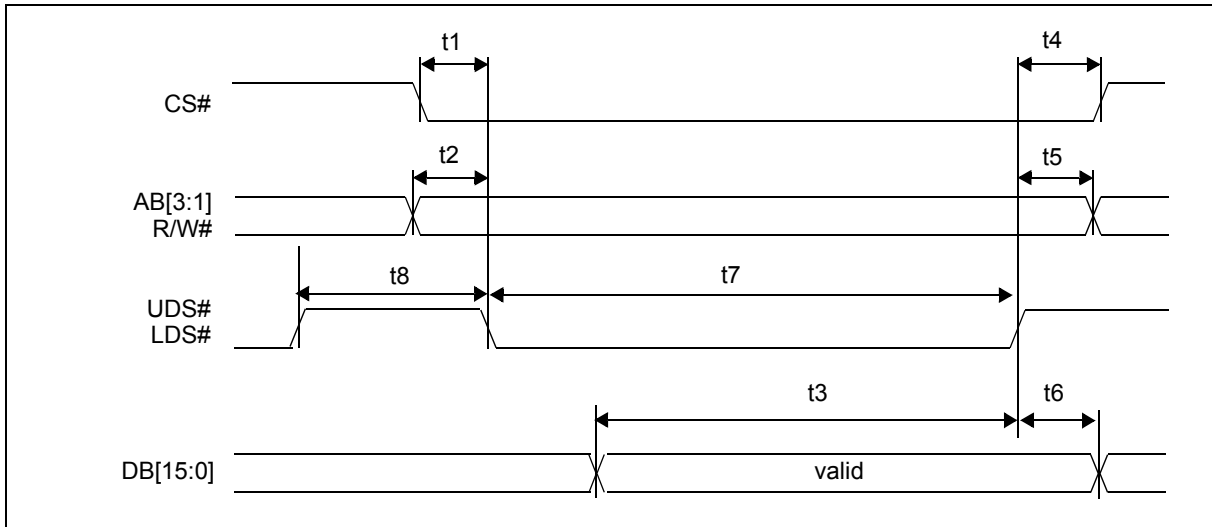 t1
t4
CS#
t2
t5
AB[3:1]
R/W#
t8
t7
UDS#
LDS#
t3
t6
DB[15:0]
valid